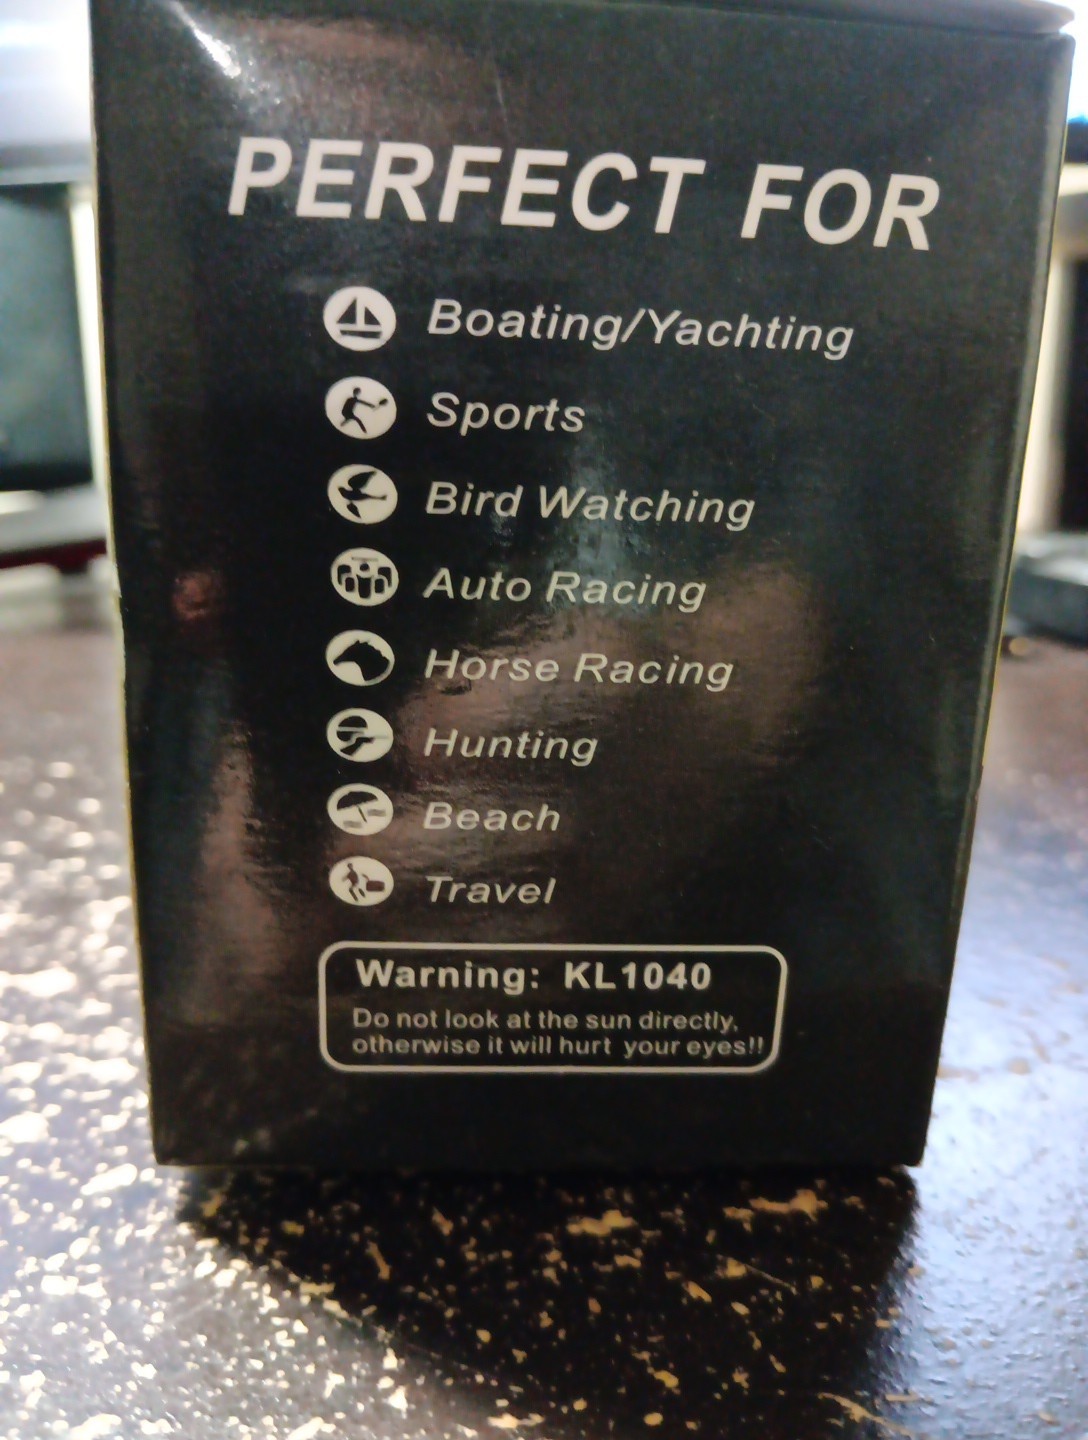 PERFECT FOR
Boating/Yachting
Sports
Bird Watching
Auto Racing
Horse Racing
Hunting
Beach
Travel
Warning: KL1040
Do not look at the sun directly,
otherwise it will hurt your eyes!!